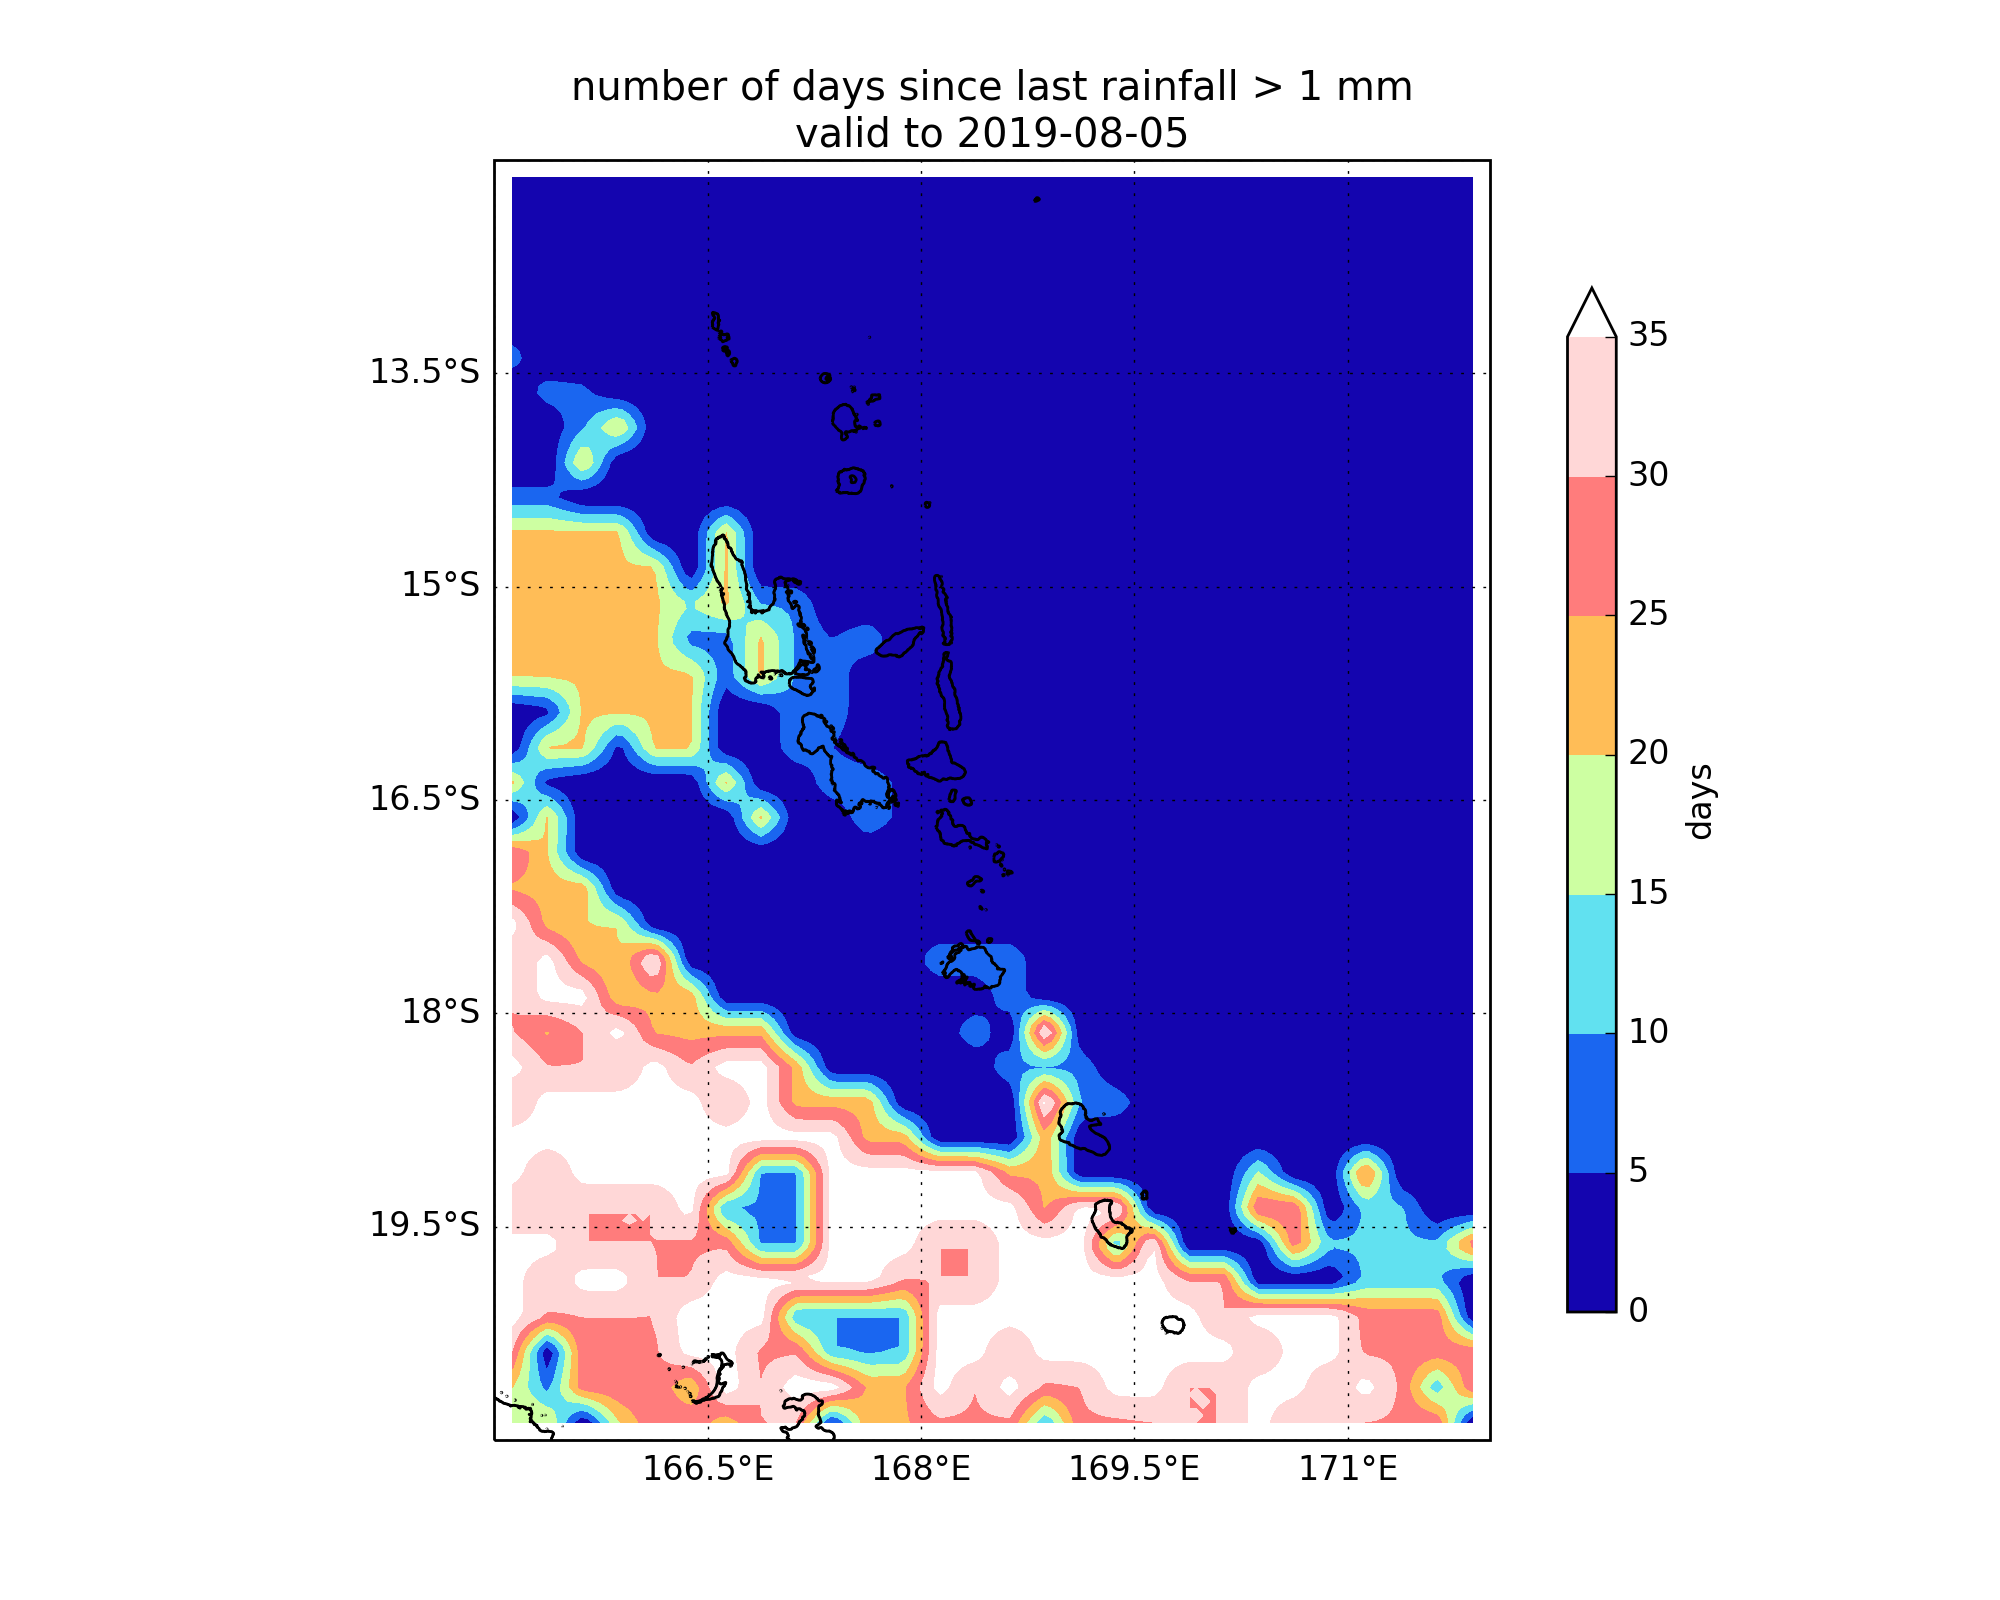 number of days since last rainfall > 1 mm
valid to 2019-08-05
13.5°S
15°S
16.5°S
18°S
19.5°S
166.5°E
168°E
169.5°E
171°E
35
30
25
20
15
10
5
0
days